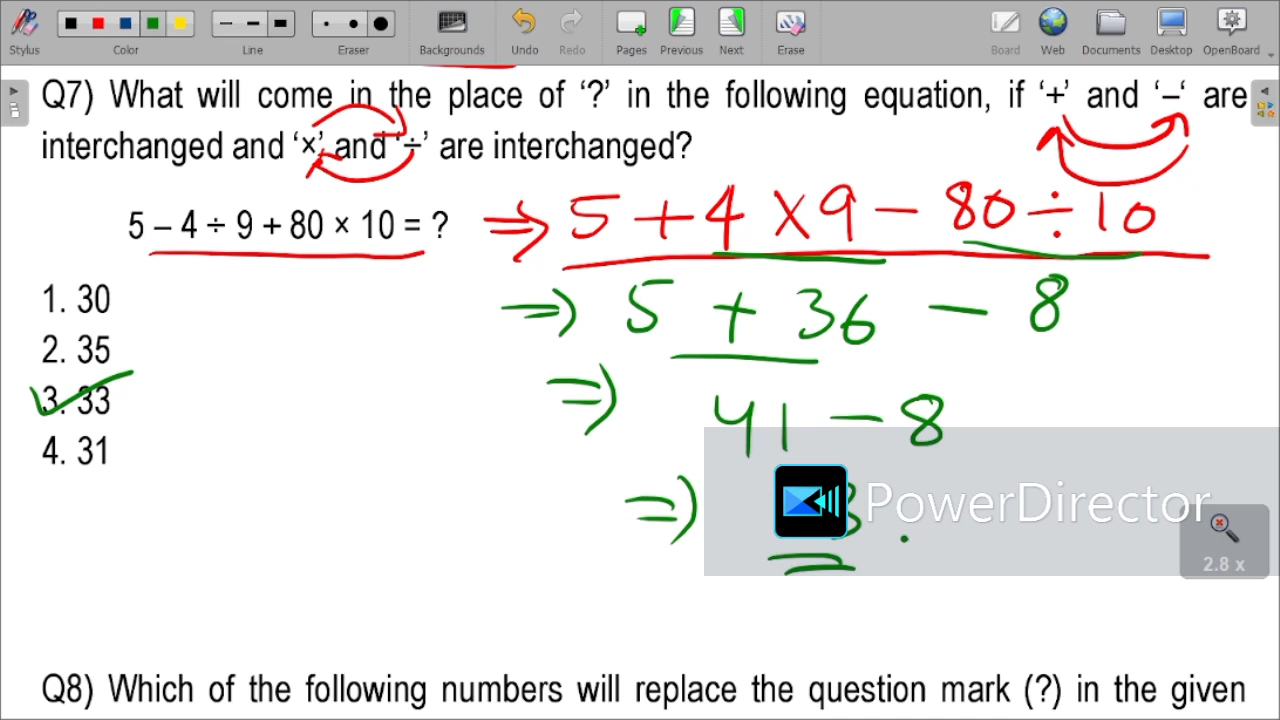 Stylus Color Line Eraser Backgrounds Undo Redo Pages Previous Next Erase Board Web Documents Desktop OpenBoard
Q7) What will come in the place of ‘?’ in the following equation, if ‘+’ and ‘–‘ are
interchanged and ‘×’ and ‘÷’ are interchanged?
5 – 4 ÷ 9 + 80 × 10 = ? ⇒ 5 + 4 × 9 – 80 ÷ 10
⇒ 5 + 36 – 8
1. 30
2. 35
3. 33
4. 31
⇒ 41 – 8
⇒
PowerDirector
2.8 x
Q8) Which of the following numbers will replace the question mark (?) in the given